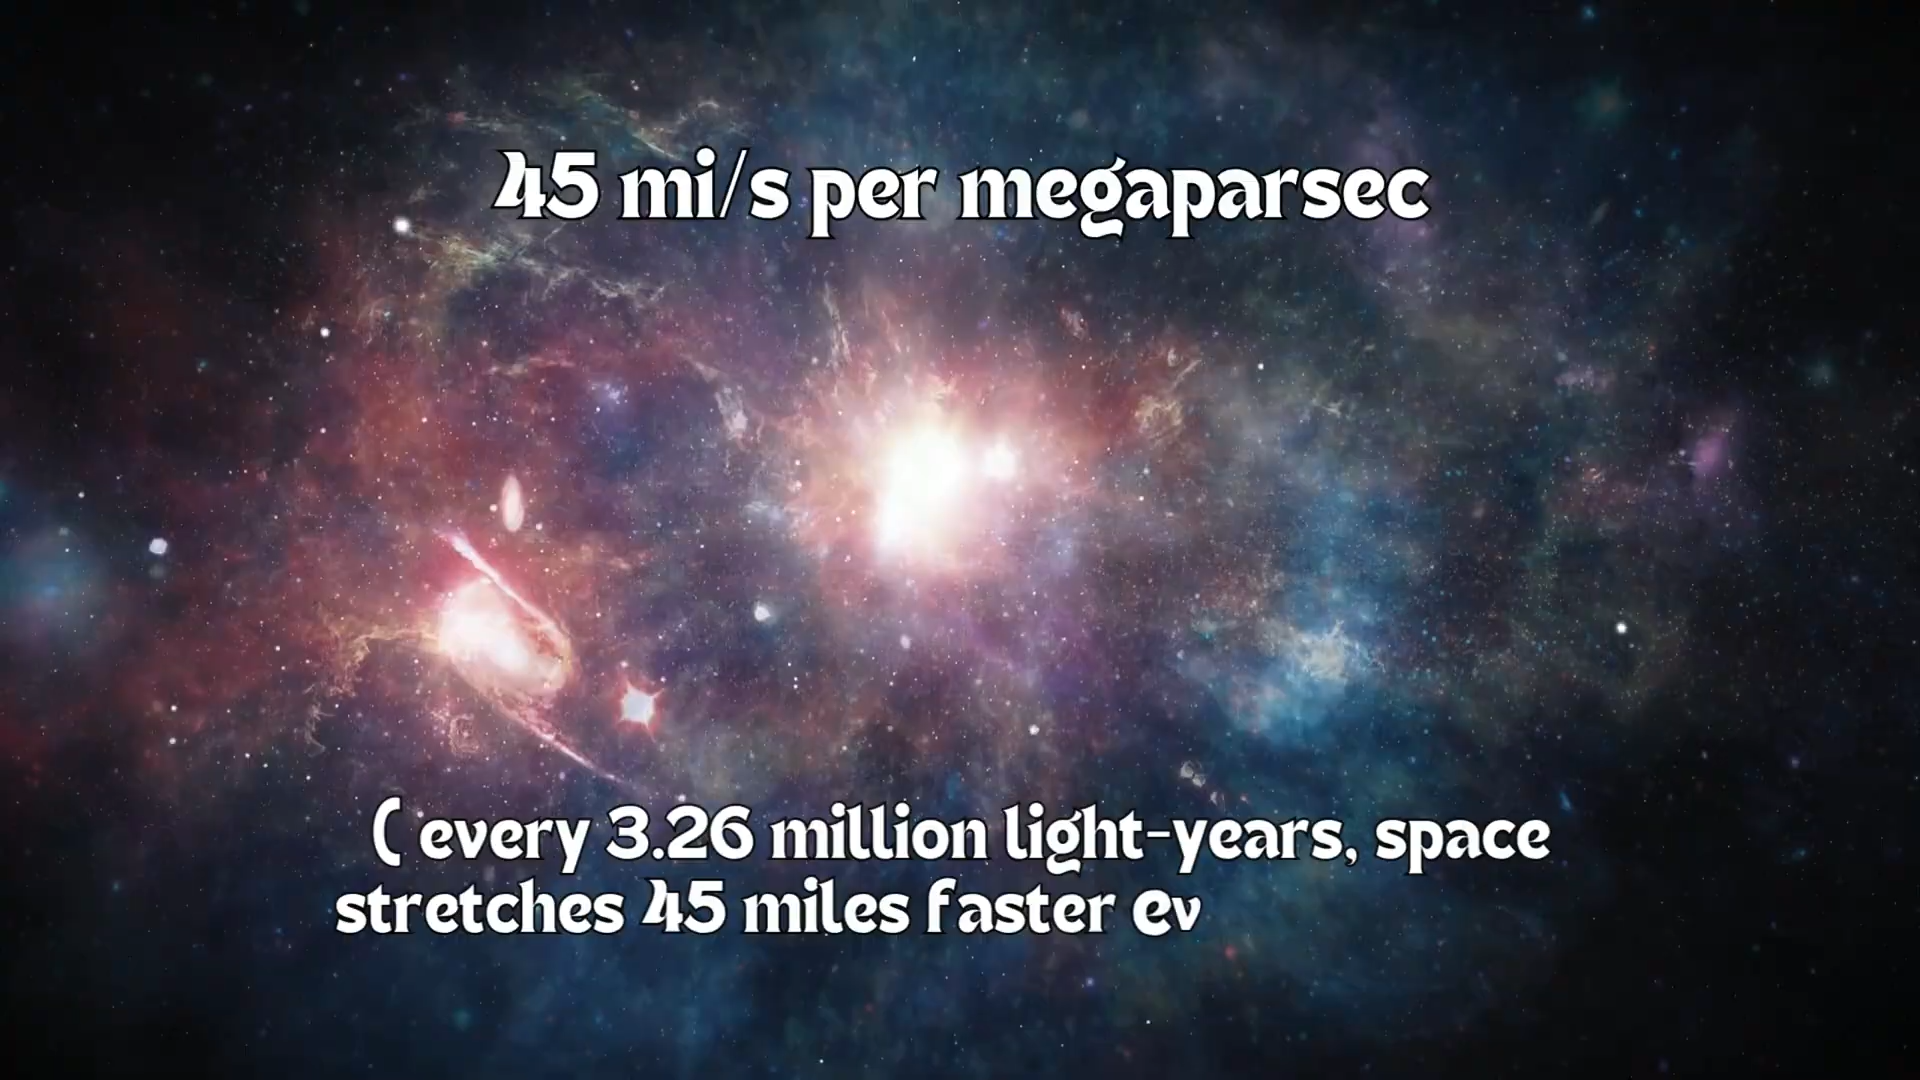 45 mi/s per megaparsec
( every 3.26 million light-years, space
stretches 45 miles faster ev